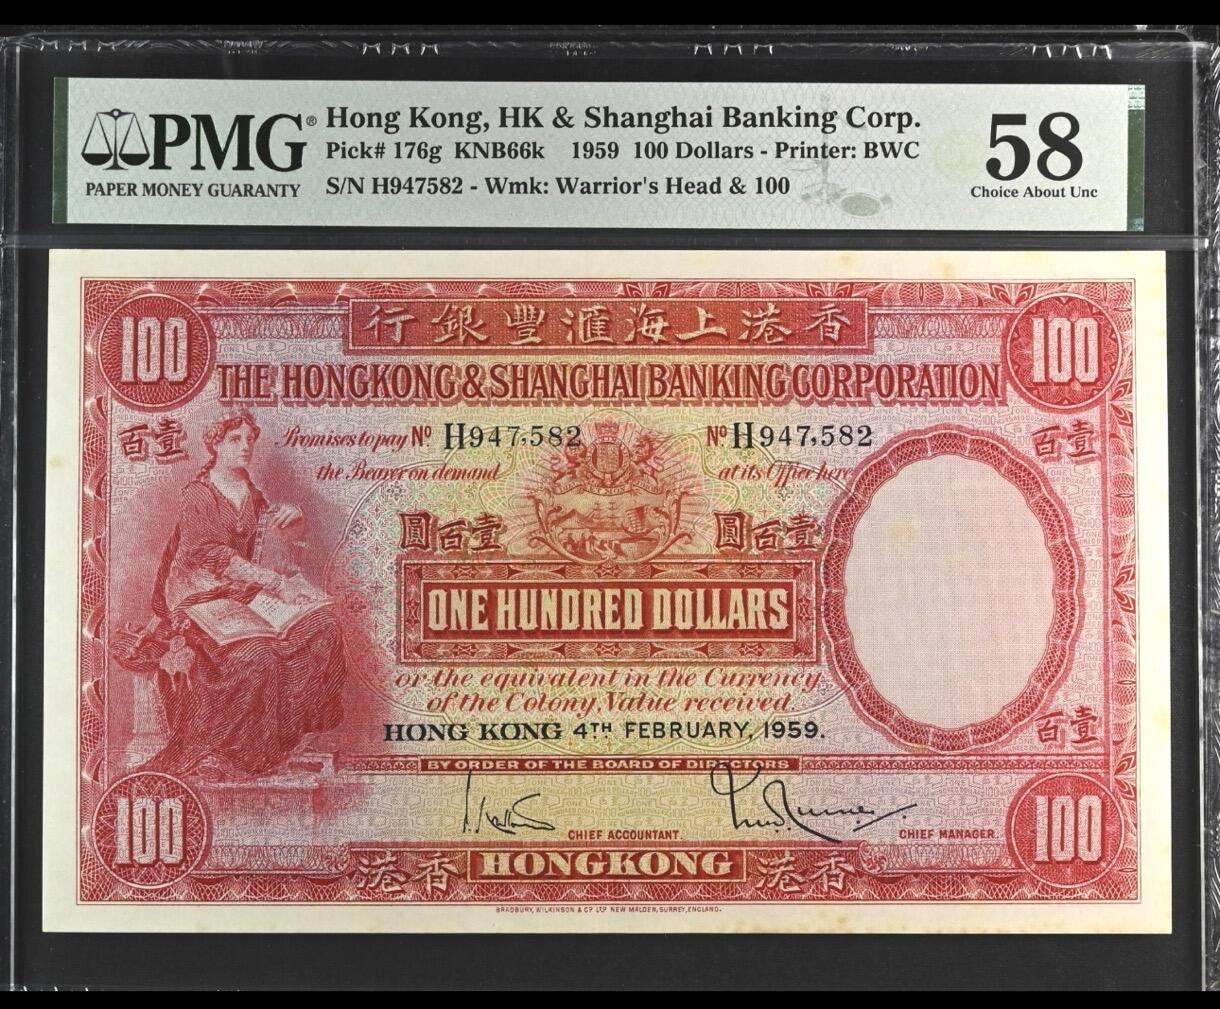 PMG®
PAPER MONEY GUARANTY
Hong Kong, HK & Shanghai Banking Corp.
Pick# 176g KNB66k 1959 100 Dollars - Printer: BWC
S/N H947582 - Wmk: Warrior's Head & 100
58
Choice About Unc
行銀豐滙海上港香
100
100
THE HONGKONG & SHANGHAI BANKING CORPORATION
百壹
Promises to pay Nº H947,582
Nº H947,582
百壹
the Bearer on demand
at its Office here
圓百壹
圓百壹
ONE HUNDRED DOLLARS
or the equivalent in the Currency
of the Colony, Value received.
百壹
HONG KONG 4TH FEBRUARY, 1959.
BY ORDER OF THE BOARD OF DIRECTORS
100
CHIEF ACCOUNTANT.
CHIEF MANAGER.
100
港香 HONGKONG 港香
BRADBURY, WILKINSON & Cº LTD NEW MALDEN, SURREY, ENGLAND.